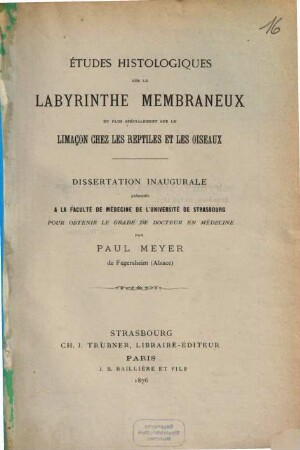 16
ÉTUDES HISTOLOGIQUES
SUR LE
LABYRINTHE MEMBRANEUX
ET PLUS SPÉCIALEMENT SUR LE
LIMAÇON CHEZ LES REPTILES ET LES OISEAUX
DISSERTATION INAUGURALE
présentée
A LA FACULTÉ DE MÉDECINE DE L'UNIVERSITÉ DE STRASBOURG
POUR OBTENIR LE GRADE DE DOCTEUR EN MÉDECINE
PAR
PAUL MEYER
de Fegersheim (Alsace)
STRASBOURG
CH. J. TRÜBNER, LIBRAIRE-ÉDITEUR
PARIS
J. B. BAILLIÈRE ET FILS
1876